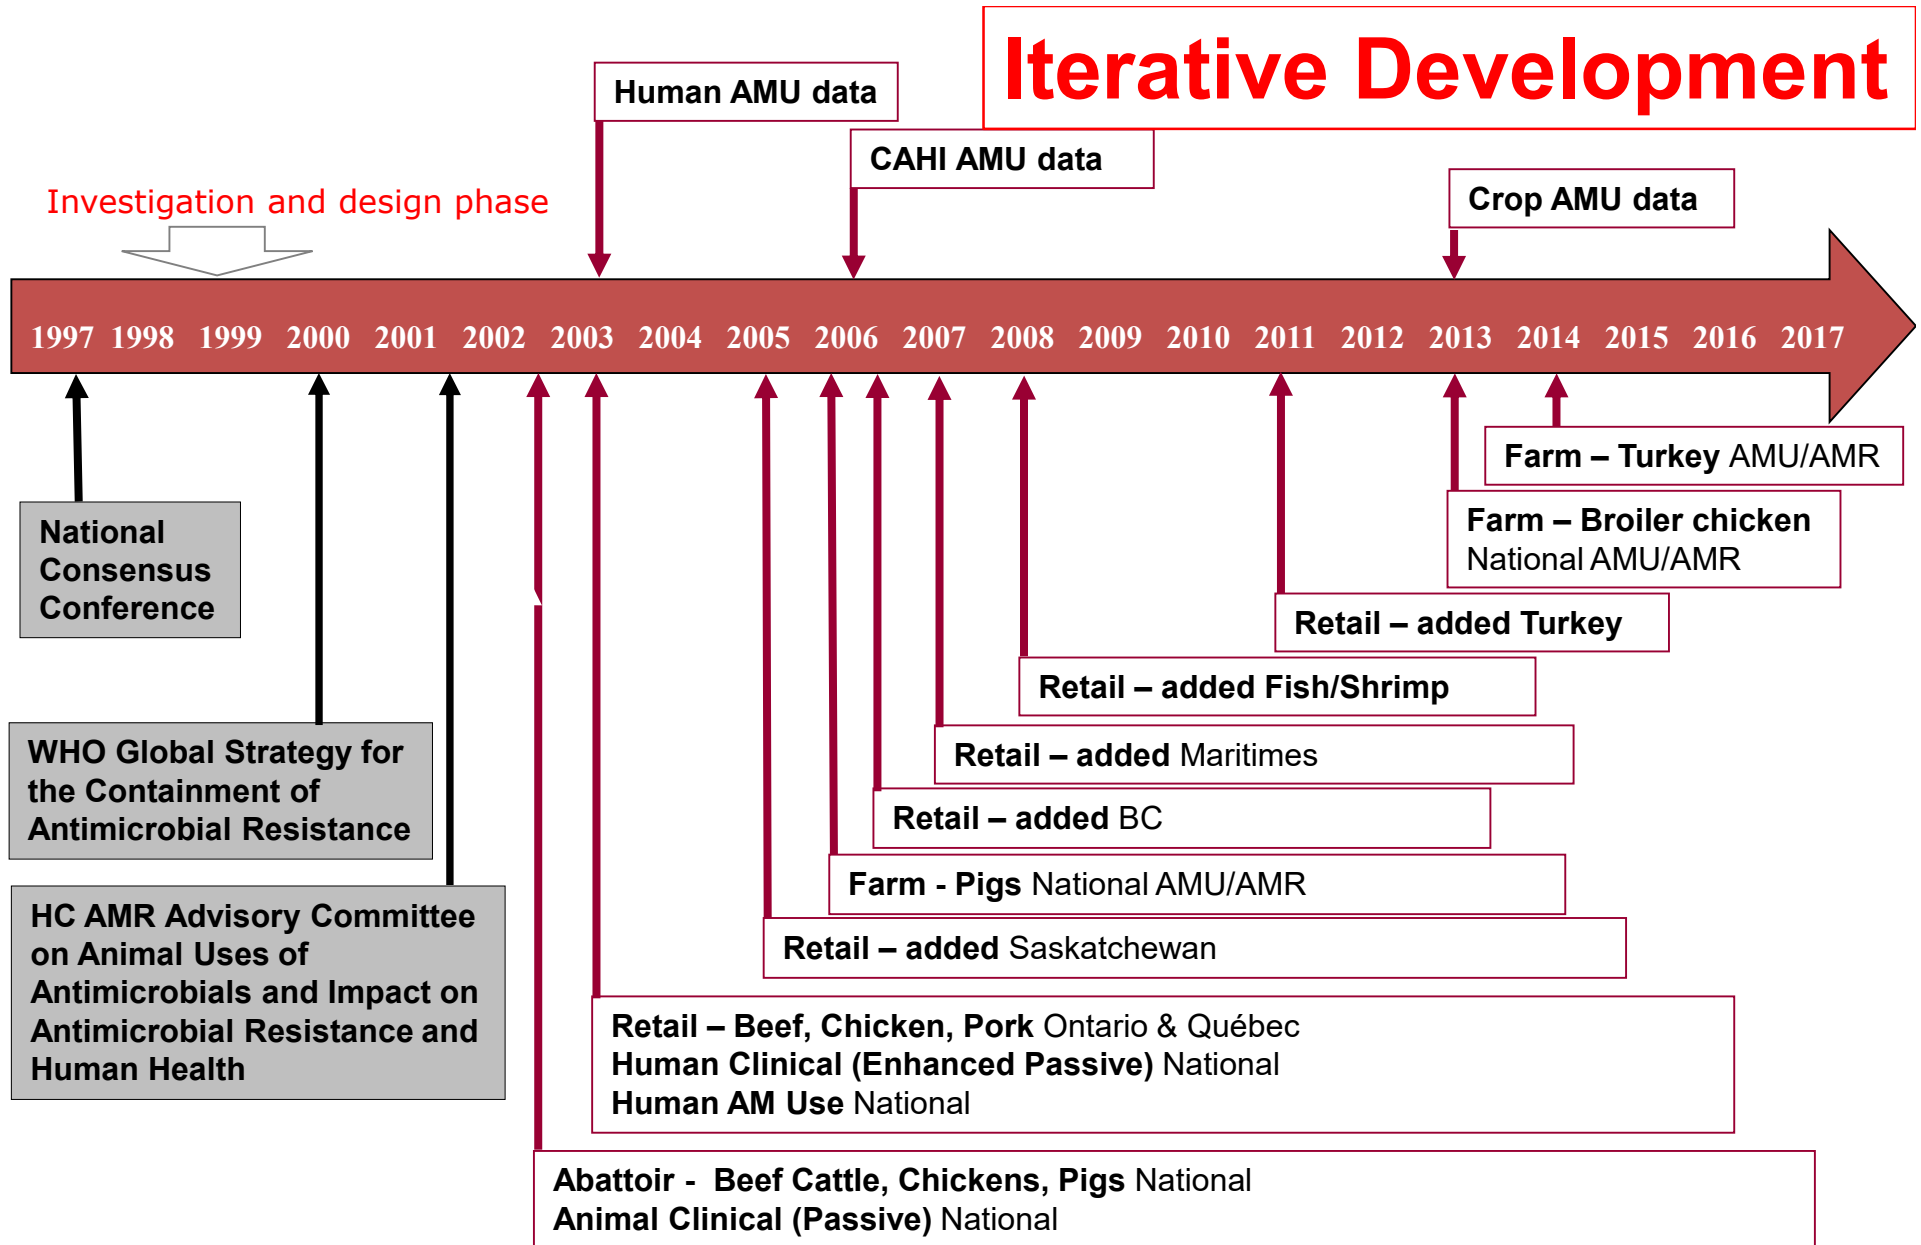 Iterative Development
Human AMU data
CAHI AMU data
Crop AMU data
Investigation and design phase
1997 1998 1999 2000 2001 2002 2003 2004 2005 2006 2007 2008 2009 2010 2011 2012 2013 2014 2015 2016 2017
Farm – Turkey AMU/AMR
Farm – Broiler chicken
National AMU/AMR
National
Consensus
Conference
Retail – added Turkey
Retail – added Fish/Shrimp
WHO Global Strategy for
the Containment of
Antimicrobial Resistance
Retail – added Maritimes
Retail – added BC
Farm - Pigs National AMU/AMR
HC AMR Advisory Committee
on Animal Uses of
Antimicrobials and Impact on
Antimicrobial Resistance and
Human Health
Retail – added Saskatchewan
Retail – Beef, Chicken, Pork Ontario & Québec
Human Clinical (Enhanced Passive) National
Human AM Use National
Abattoir - Beef Cattle, Chickens, Pigs National
Animal Clinical (Passive) National